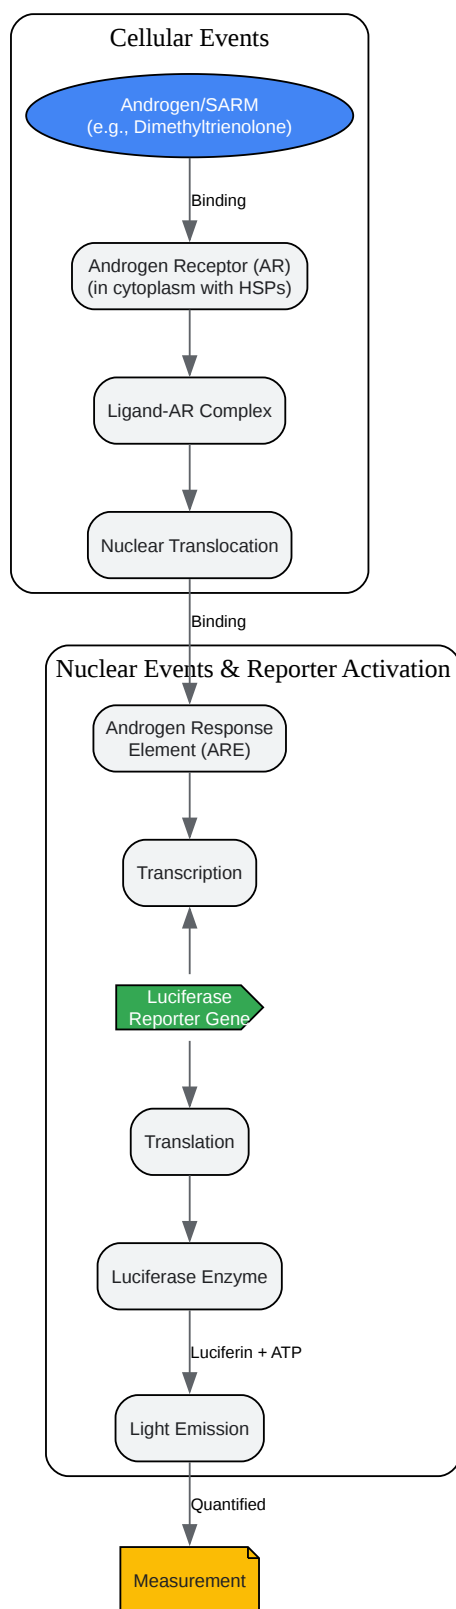 Cellular Events
Androgen/SARM
(e.g., Dimethyltrienolone)
Binding
Androgen Receptor (AR)
(in cytoplasm with HSPs)
Ligand-AR Complex
Nuclear Translocation
Binding
Nuclear Events & Reporter Activation
Androgen Response
Element (ARE)
Transcription
Luciferase
Reporter Gene
Translation
Luciferase Enzyme
Luciferin + ATP
Light Emission
Quantified
Measurement